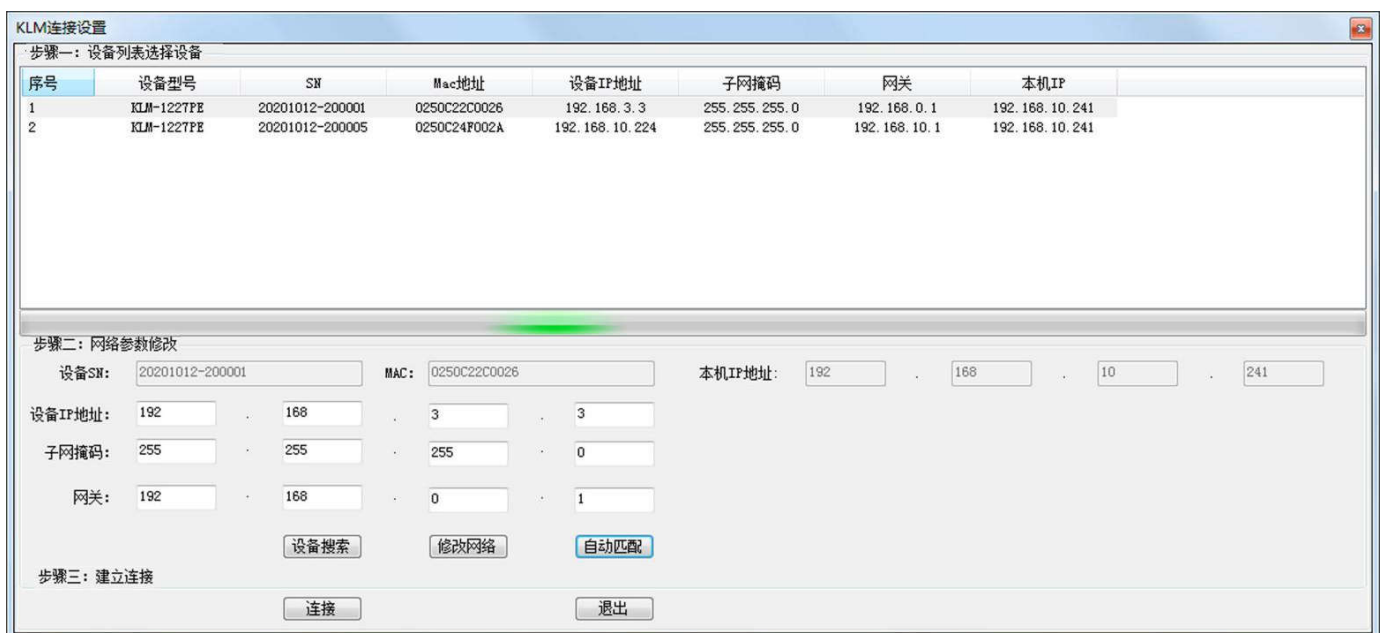 KLM连接设置
步骤一：设备列表选择设备
序号 设备型号 SN Mac地址 设备IP地址 子网掩码 网关 本机IP
1 KLM-1227PE 20201012-200001 0250C22C0026 192.168.3.3 255.255.255.0 192.168.0.1 192.168.10.241
2 KLM-1227PE 20201012-200005 0250C24F002A 192.168.10.224 255.255.255.0 192.168.10.1 192.168.10.241
步骤二：网络参数修改
设备SN： 20201012-200001 MAC： 0250C22C0026 本机IP地址： 192 . 168 . 10 . 241
设备IP地址： 192 . 168 . 3 . 3
子网掩码： 255 . 255 . 255 . 0
网关： 192 . 168 . 0 . 1
设备搜索 修改网络 自动匹配
步骤三：建立连接
连接 退出